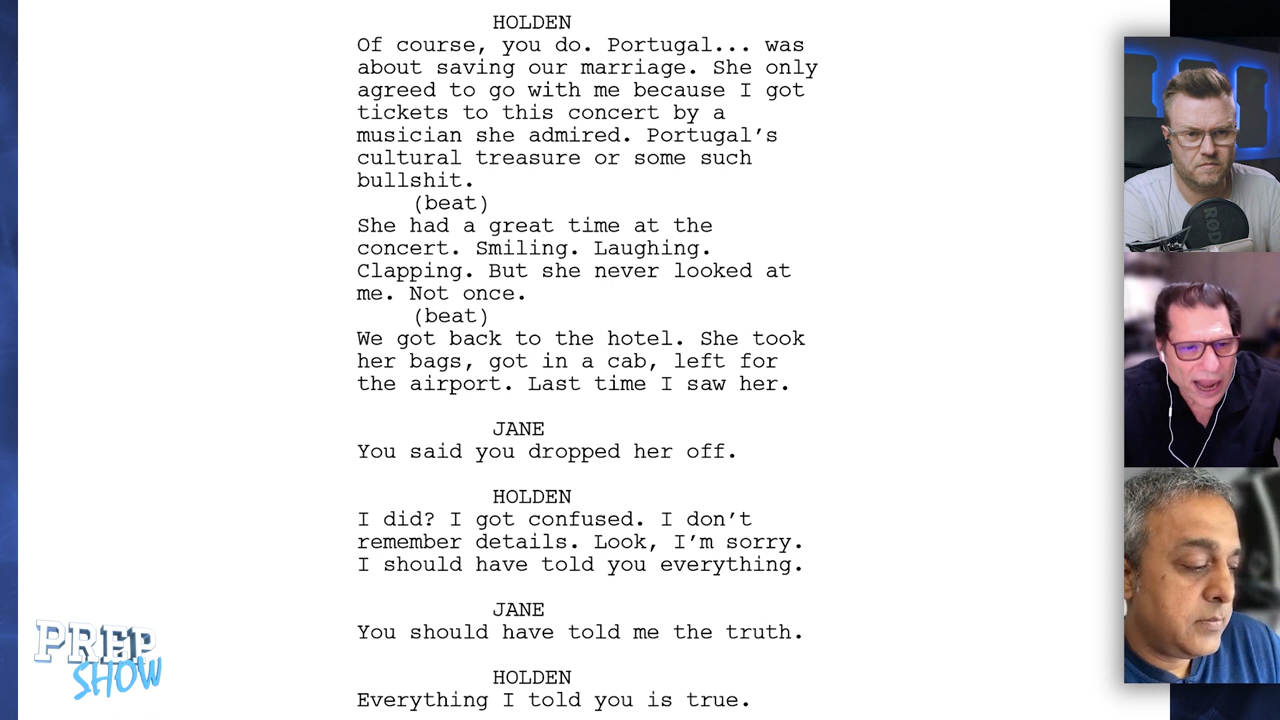 HOLDEN
Of course, you do. Portugal... was
about saving our marriage. She only
agreed to go with me because I got
tickets to this concert by a
musician she admired. Portugal's
cultural treasure or some such
bullshit.
(beat)
She had a great time at the
concert. Smiling. Laughing.
Clapping. But she never looked at
me. Not once.
(beat)
We got back to the hotel. She took
her bags, got in a cab, left for
the airport. Last time I saw her.
JANE
You said you dropped her off.
HOLDEN
I did? I got confused. I don't
remember details. Look, I'm sorry.
I should have told you everything.
JANE
You should have told me the truth.
HOLDEN
Everything I told you is true.
PREP
SHOW
RØDE